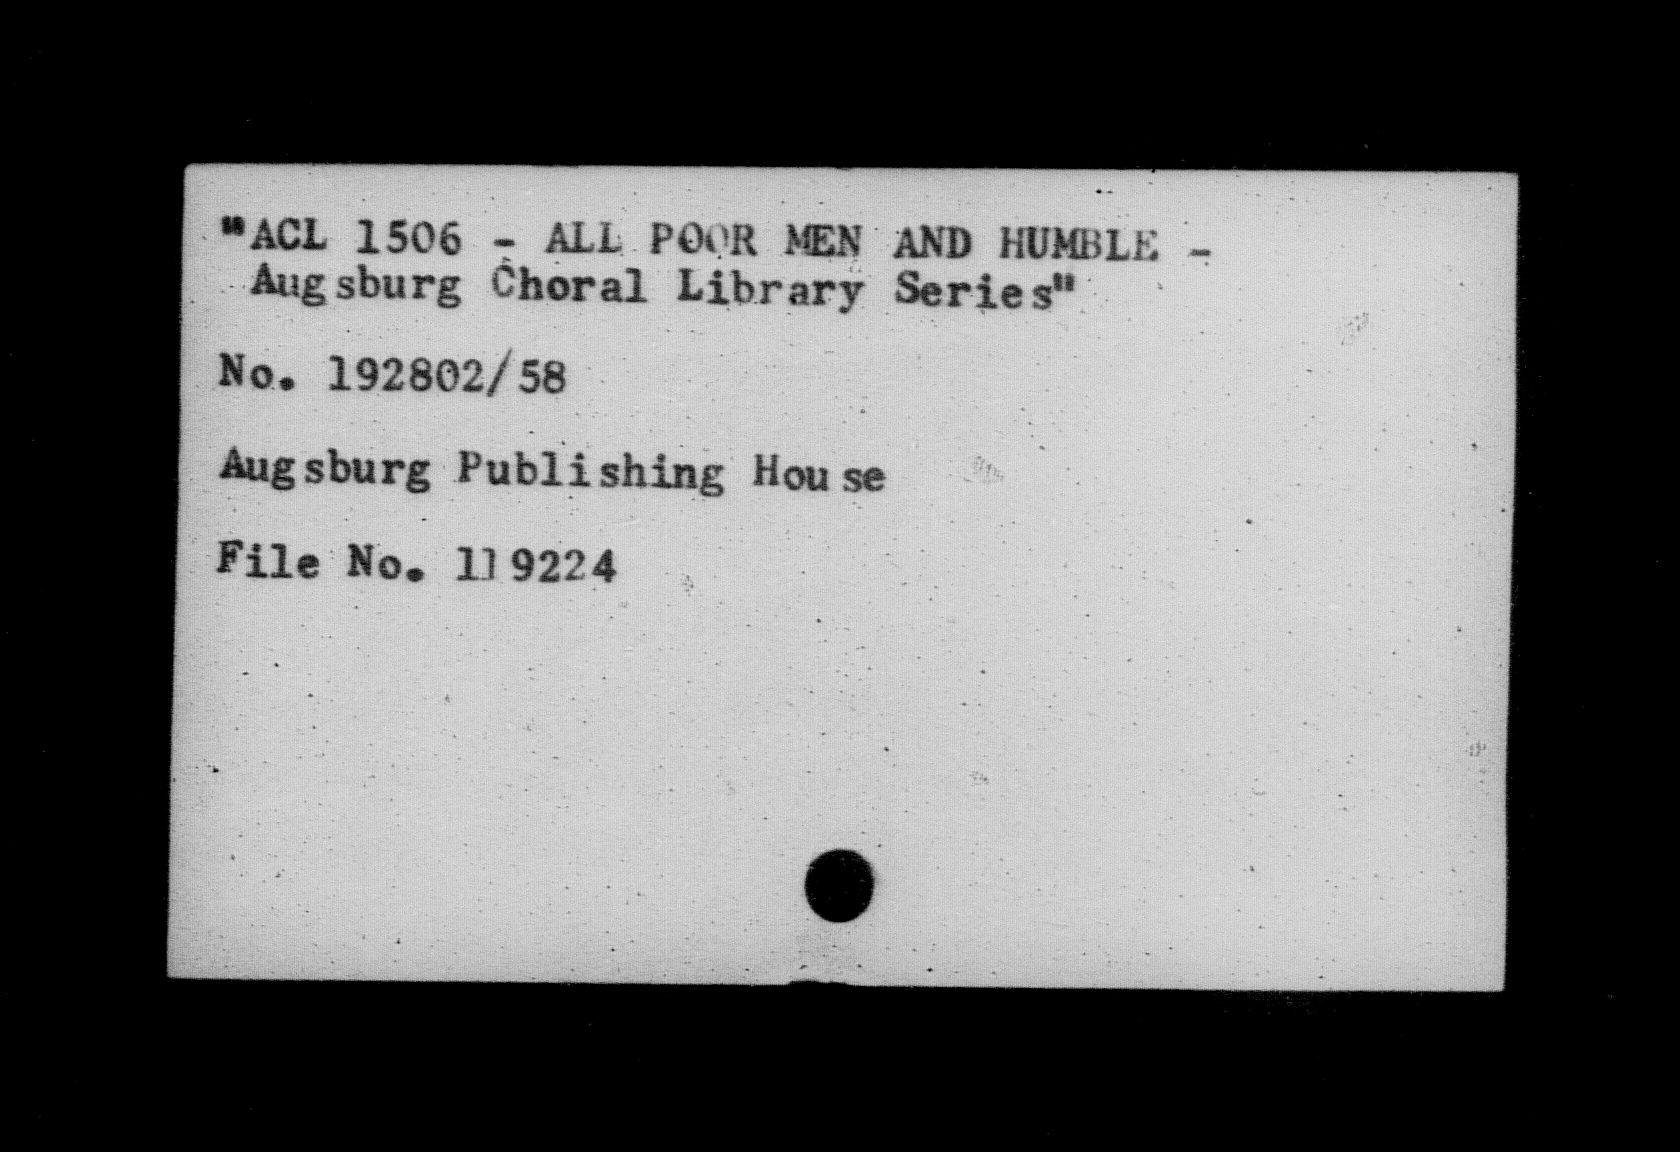 "ACL 1506 - ALL POOR MEN AND HUMBLE -
Augsburg Choral Library Series"
No. 192802/58
Augsburg Publishing House
File No. 119224